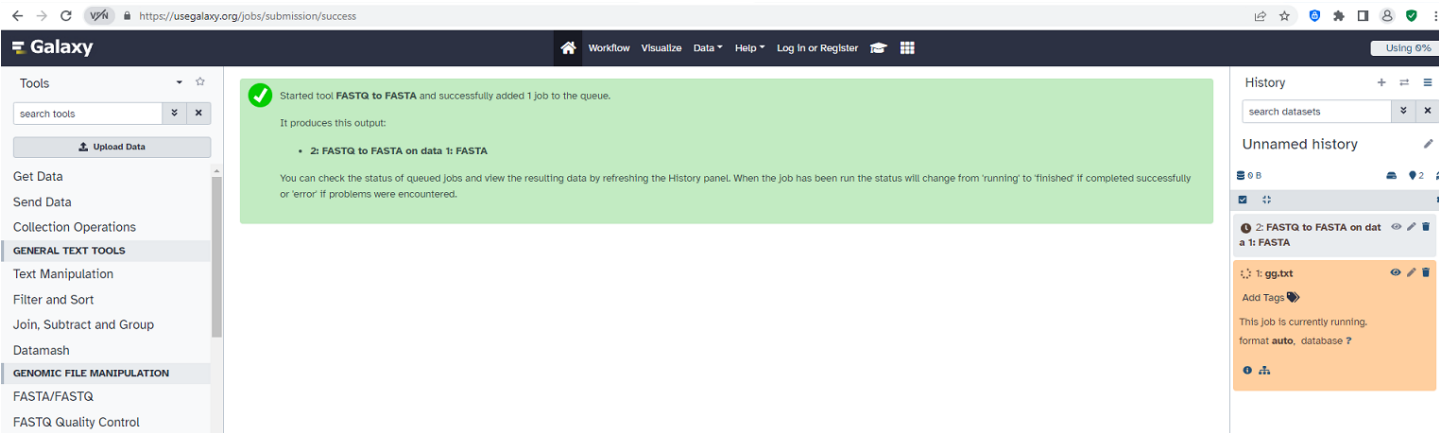 VPN https://usegalaxy.org/jobs/submission/success
Galaxy
Workflow Visualize Data Help Log in or Register
Using 0%
Tools
search tools
Upload Data
Get Data
Send Data
Collection Operations
GENERAL TEXT TOOLS
Text Manipulation
Filter and Sort
Join, Subtract and Group
Datamash
GENOMIC FILE MANIPULATION
FASTA/FASTQ
FASTQ Quality Control
Started tool FASTQ to FASTA and successfully added 1 job to the queue.
It produces this output:
• 2: FASTQ to FASTA on data 1: FASTA
You can check the status of queued jobs and view the resulting data by refreshing the History panel. When the job has been run the status will change from 'running' to 'finished' if completed successfully
or 'error' if problems were encountered.
History
search datasets
Unnamed history
0 B 2
2: FASTQ to FASTA on dat
a 1: FASTA
1: gg.txt
Add Tags
This job is currently running.
format auto, database ?